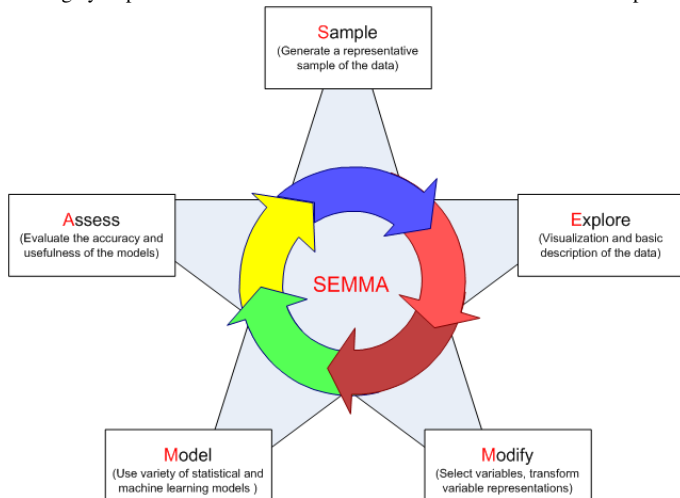 Sample
(Generate a representative
sample of the data)
Assess
(Evaluate the accuracy and
usefulness of the models)
Explore
(Visualization and basic
description of the data)
SEMMA
Model
(Use variety of statistical and
machine learning models )
Modify
(Select variables, transform
variable representations)